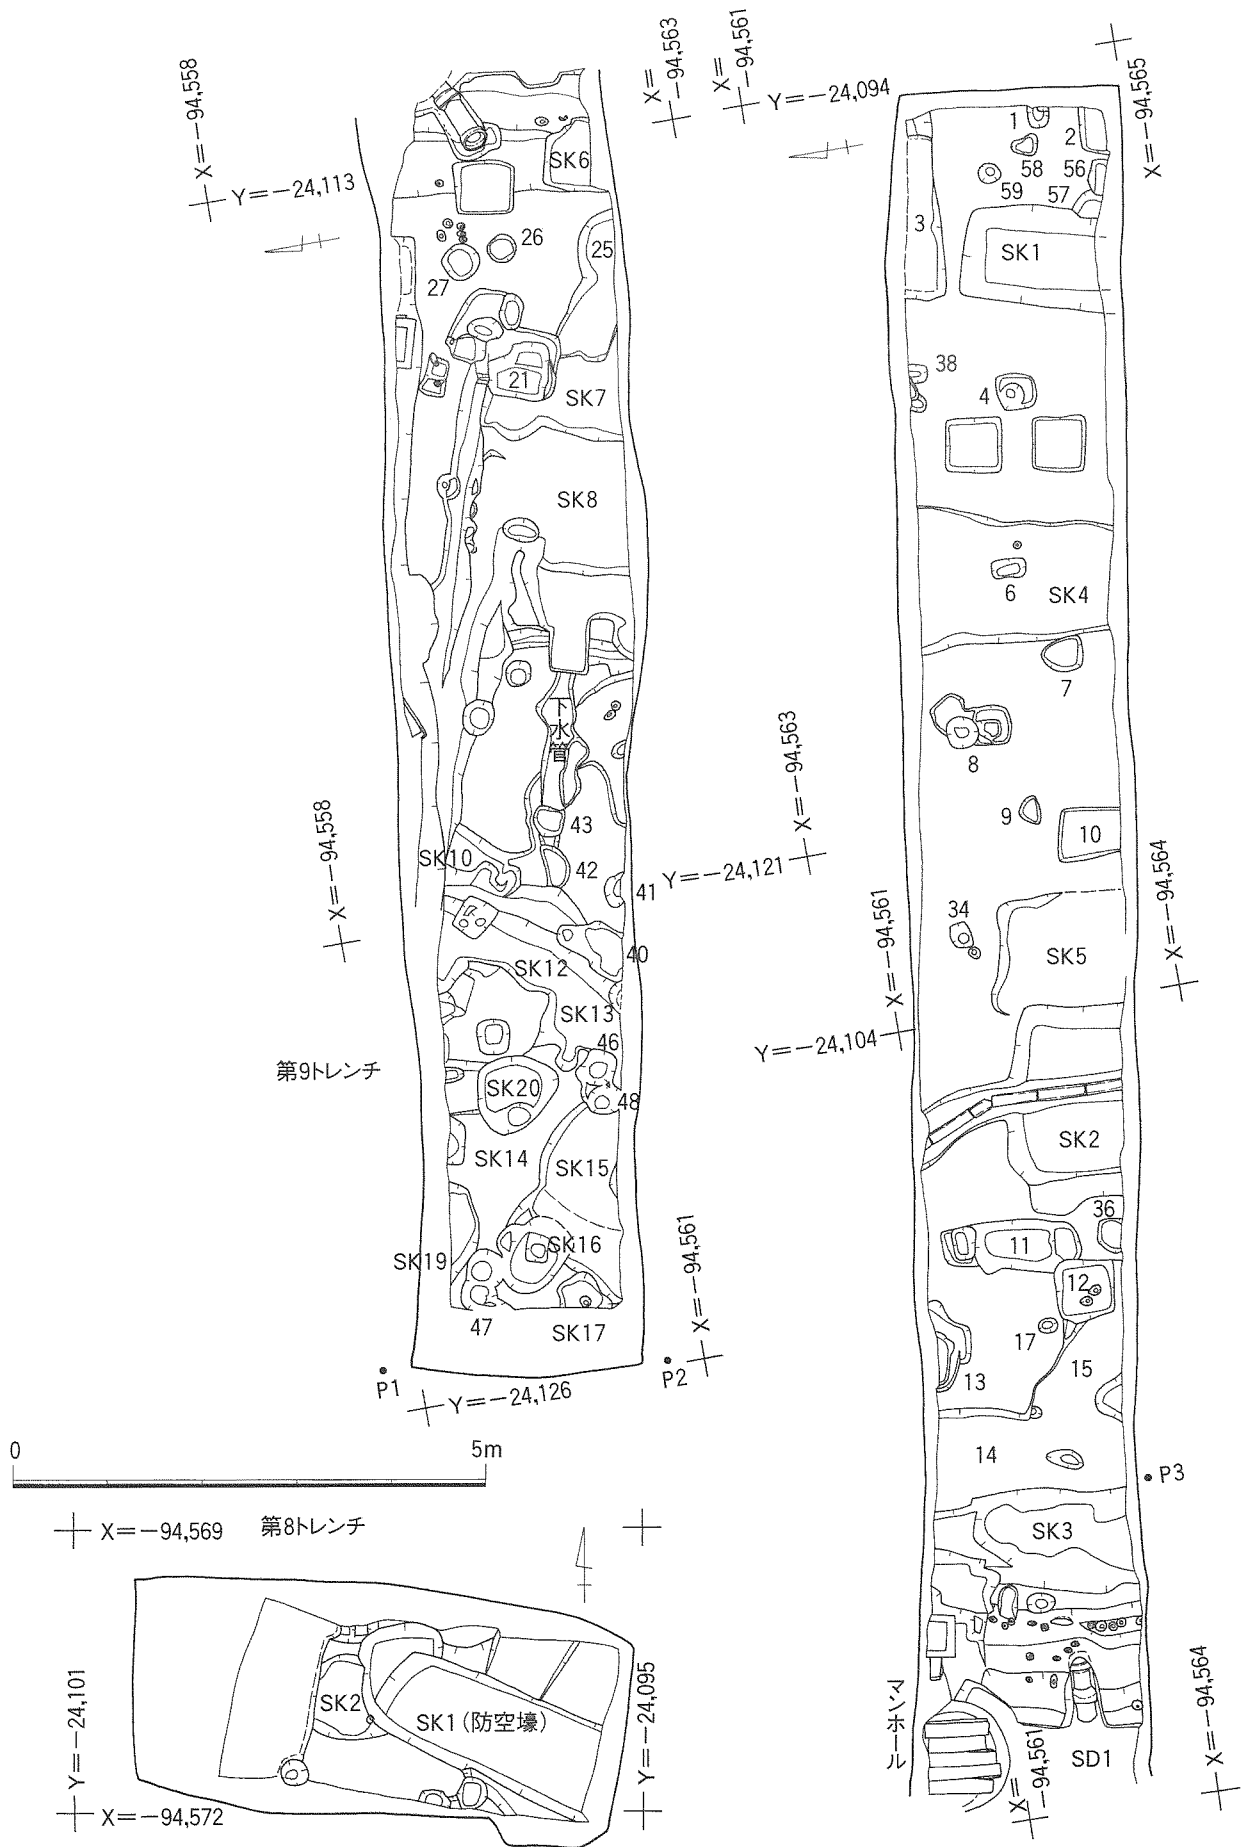 X=-94,558
X=
-94,563
X=
-94,561
Y=-24,094
X=-94,565
Y=-24,113
SK6
26
25
27
21
SK7
SK8
下水管
43
42
SK10
41
Y=-24,121
X=-94,563
X=-94,558
40
SK12
SK13
46
第9トレンチ
SK20
48
SK14
SK15
SK16
SK19
47
SK17
X=-94,561
P1
P2
Y=-24,126
1
2
58
56
59
57
3
SK1
38
4
6
SK4
7
8
9
10
34
X=-94,561
X=-94,564
SK5
Y=-24,104
SK2
36
11
12
17
15
13
14
P3
SK3
マンホール
SD1
X=
-94,561
X=-94,564
0 5m
X=-94,569
第8トレンチ
SK2
SK1(防空壕)
Y=-24,101
Y=-24,095
X=-94,572